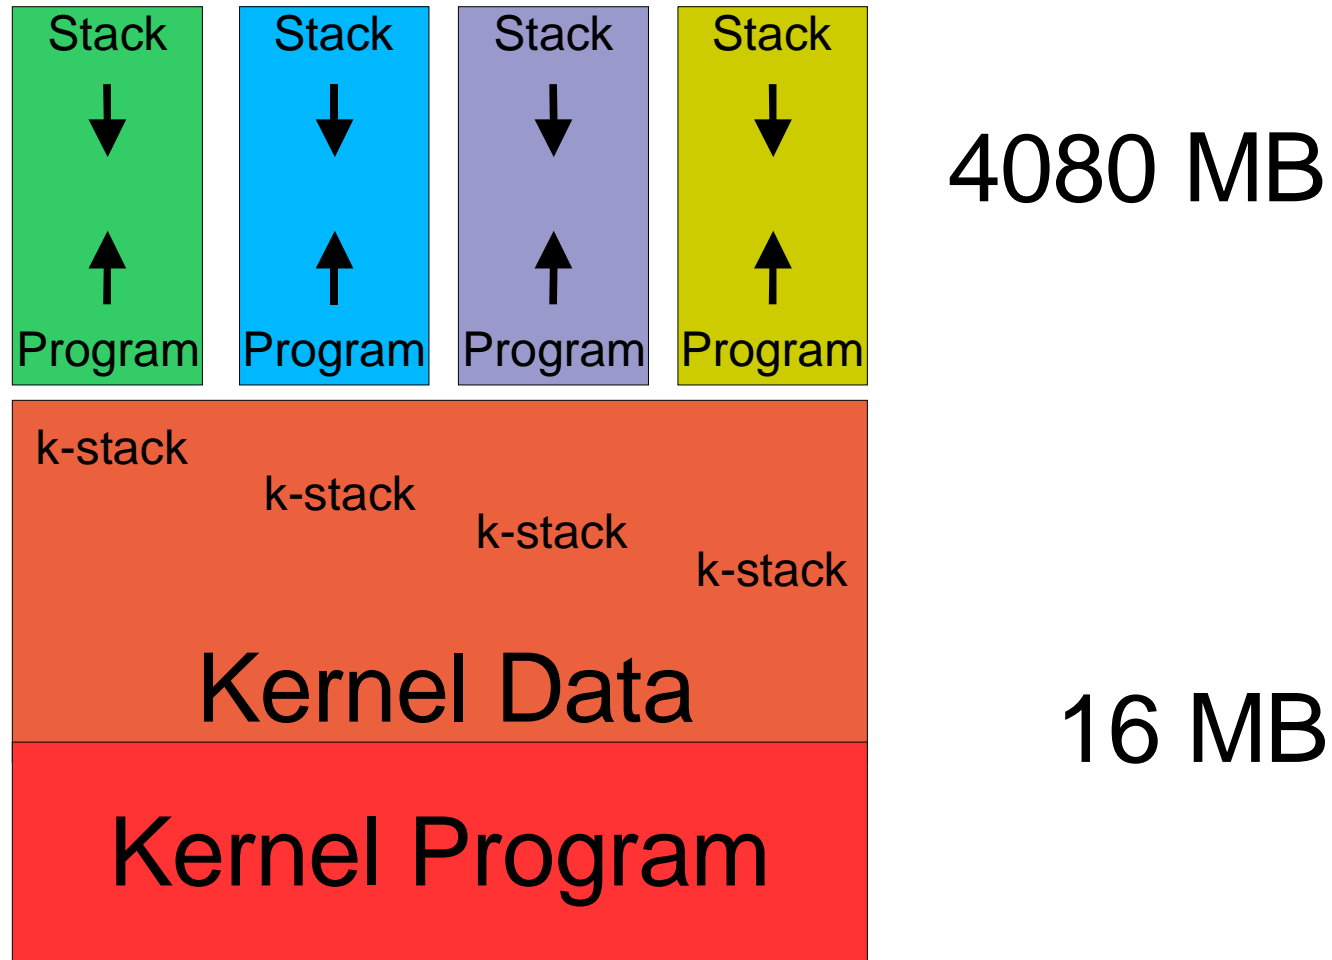 Stack Stack Stack Stack
4080 MB
Program Program Program Program
k-stack
k-stack
k-stack
k-stack
Kernel Data
16 MB
Kernel Program